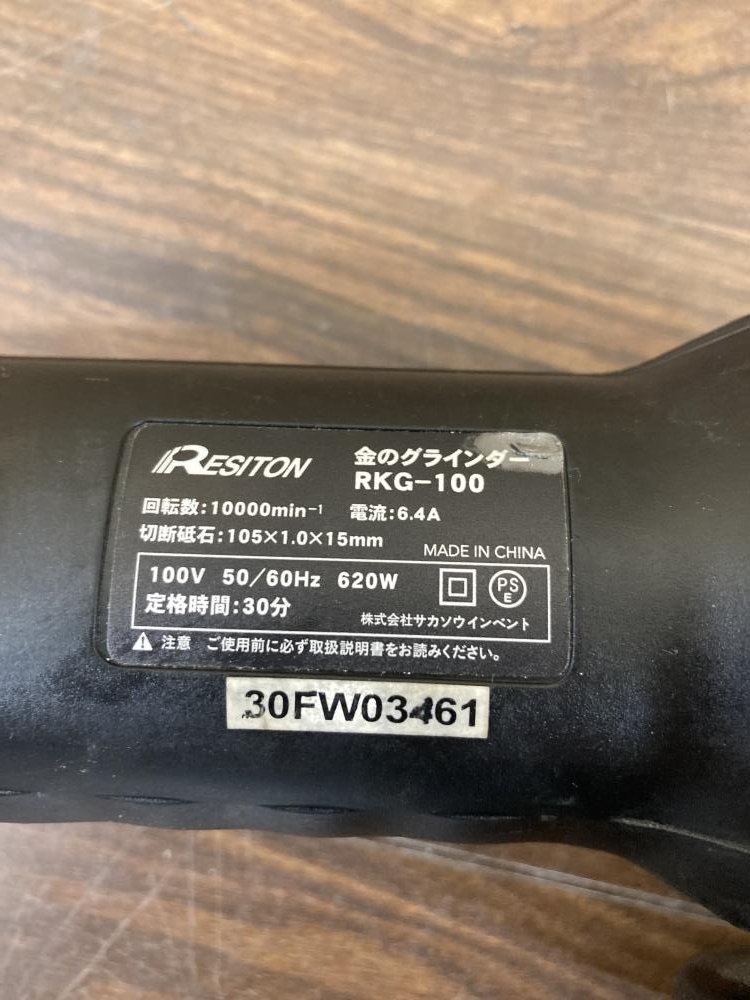 RESITON
金のグラインダー
RKG-100
回転数:10000min-1 電流:6.4A
切断砥石:105×1.0×15mm
MADE IN CHINA
100V 50/60Hz 620W
PS
E
定格時間:30分
株式会社サカソウインベント
注意 ご使用前に必ず取扱説明書をお読みください。
30FW03461